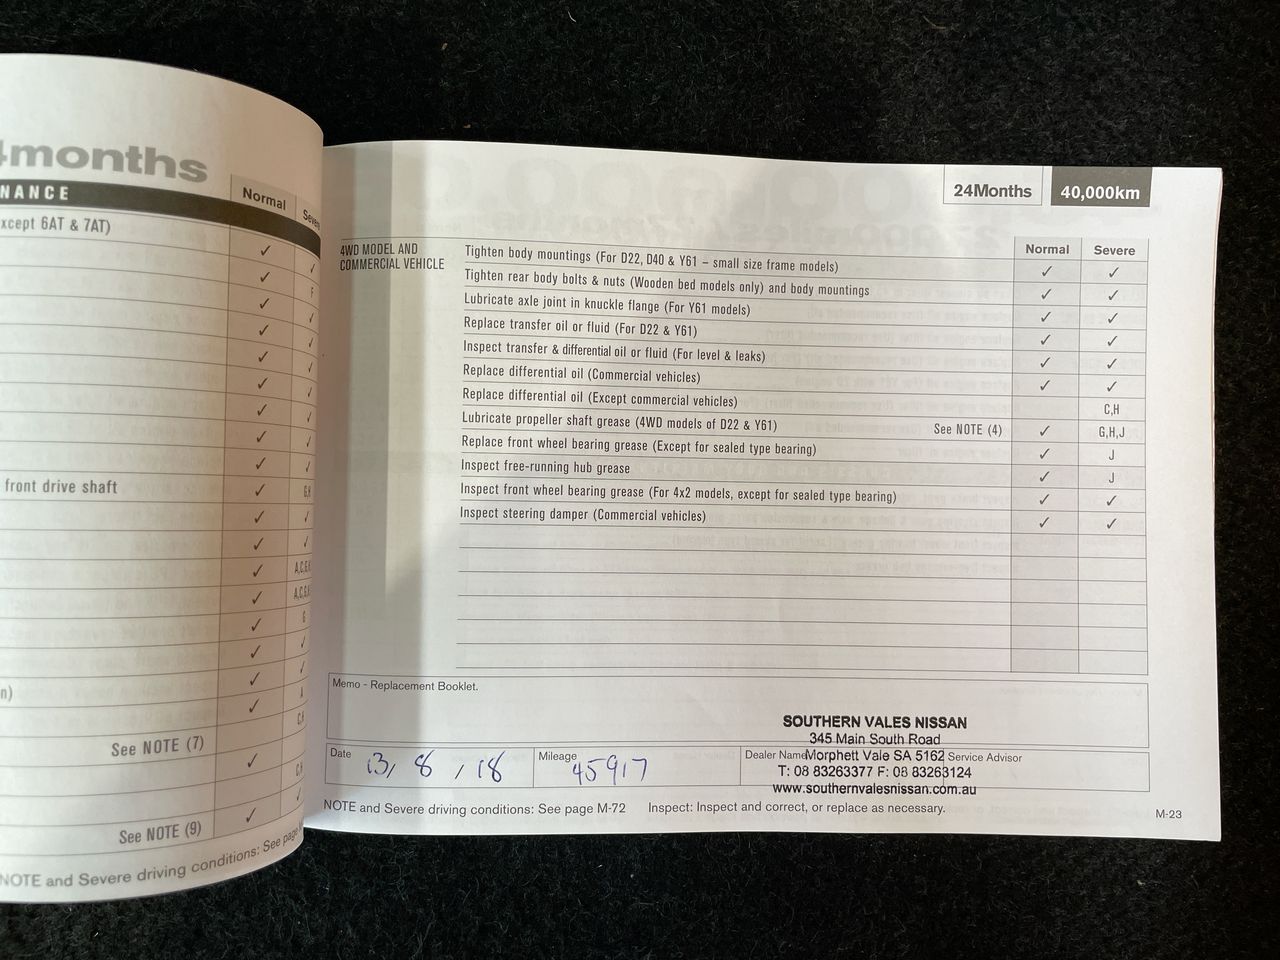 4months
NANCE
Normal
Severe
xcept 6AT & 7AT)
✓
✓
✓
F
✓
✓
✓
✓
✓
✓
✓
✓
✓
✓
✓
✓
✓
✓
front drive shaft ✓
✓
✓
✓
✓
✓
✓
G
✓
✓
✓
✓
n) ✓ A
C,H
See NOTE (7) ✓
✓
See NOTE (9) ✓
NOTE and Severe driving conditions: See page
24Months 40,000km
Normal Severe
4WD MODEL AND
COMMERCIAL VEHICLE
Tighten body mountings (For D22, D40 & Y61 – small size frame models) ✓ ✓
Tighten rear body bolts & nuts (Wooden bed models only) and body mountings ✓ ✓
Lubricate axle joint in knuckle flange (For Y61 models) ✓ ✓
Replace transfer oil or fluid (For D22 & Y61) ✓ ✓
Inspect transfer & differential oil or fluid (For level & leaks) ✓ ✓
Replace differential oil (Commercial vehicles) ✓ ✓
Replace differential oil (Except commercial vehicles) C,H
Lubricate propeller shaft grease (4WD models of D22 & Y61) See NOTE (4) ✓ G,H,J
Replace front wheel bearing grease (Except for sealed type bearing) ✓ J
Inspect free-running hub grease ✓ J
Inspect front wheel bearing grease (For 4x2 models, except for sealed type bearing) ✓ ✓
Inspect steering damper (Commercial vehicles) ✓ ✓
Memo - Replacement Booklet.
SOUTHERN VALES NISSAN
345 Main South Road
Date 13/ 8 / 18 Mileage 45917 Dealer Name Morphett Vale SA 5162 Service Advisor
T: 08 83263377 F: 08 83263124
www.southernvalesnissan.com.au
NOTE and Severe driving conditions: See page M-72 Inspect: Inspect and correct, or replace as necessary.
M-23